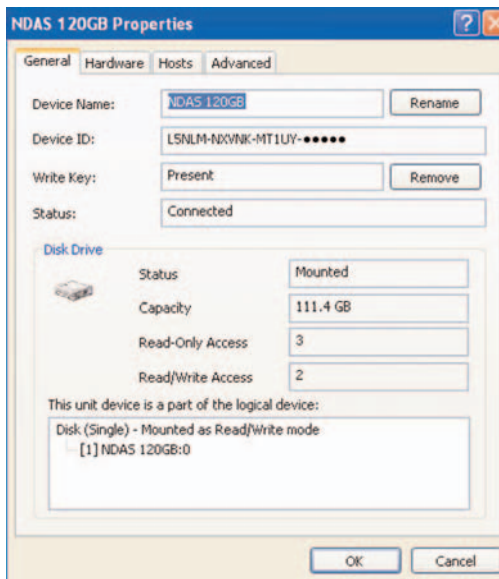 NDAS 120GB Properties
General Hardware Hosts Advanced
Device Name: NDAS 120GB Rename
Device ID: L5NLM-NXVNK-MT1UY-●●●●●
Write Key: Present Remove
Status: Connected
Disk Drive
Status Mounted
Capacity 111.4 GB
Read-Only Access 3
Read/Write Access 2
This unit device is a part of the logical device:
Disk (Single) - Mounted as Read/Write mode
[1] NDAS 120GB:0
OK Cancel